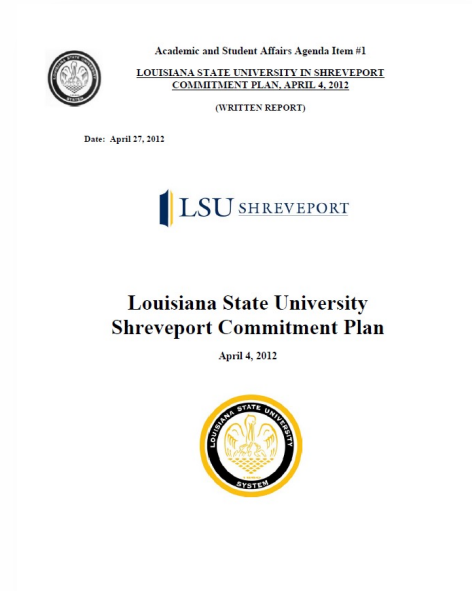 Academic and Student Affairs Agenda Item #1
LOUISIANA STATE UNIVERSITY IN SHREVEPORT
COMMITMENT PLAN, APRIL 4, 2012
(WRITTEN REPORT)
Date: April 27, 2012
LSU SHREVEPORT
Louisiana State University
Shreveport Commitment Plan
April 4, 2012
LOUISIANA STATE UNIVERSITY
SYSTEM